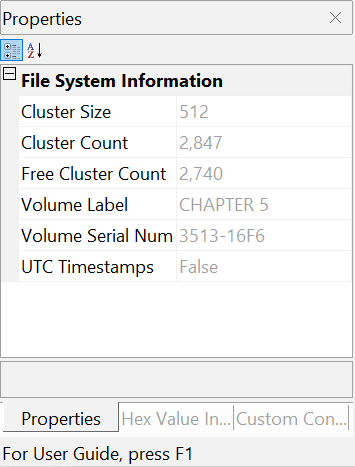 Properties
File System Information
Cluster Size 512
Cluster Count 2,847
Free Cluster Count 2,740
Volume Label CHAPTER 5
Volume Serial Num 3513-16F6
UTC Timestamps False
Properties Hex Value In... Custom Con...
For User Guide, press F1